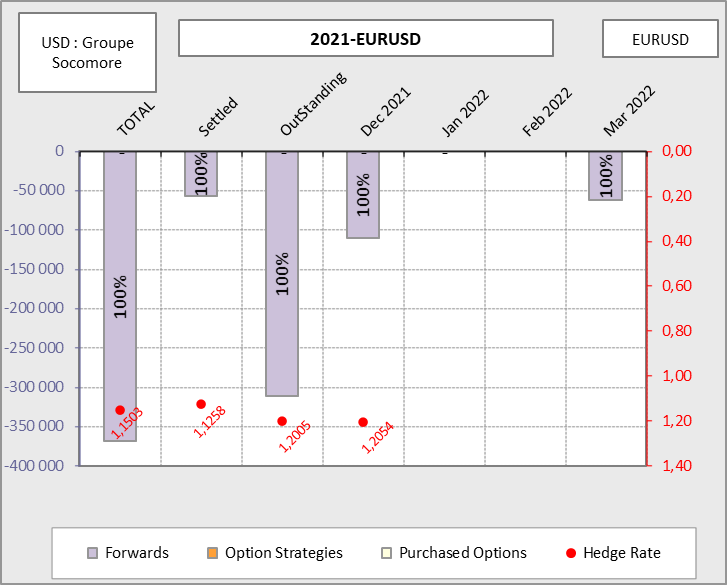 USD : Groupe
Socomore
2021-EURUSD
EURUSD
TOTAL
Settled
OutStanding
Dec 2021
Jan 2022
Feb 2022
Mar 2022
0
-50 000
-100 000
-150 000
-200 000
-250 000
-300 000
-350 000
-400 000
0,00
0,20
0,40
0,60
0,80
1,00
1,20
1,40
100%
100%
100%
100%
100%
1,1503
1,1258
1,2005
1,2054
Forwards
Option Strategies
Purchased Options
Hedge Rate